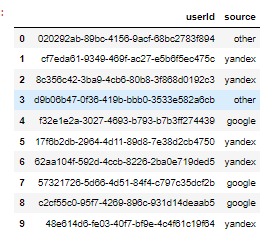 userId source
0 020292ab-89bc-4156-9acf-68bc2783f894 other
1 cf7eda61-9349-469f-ac27-e5b6f5ec475c yandex
2 8c356c42-3ba9-4cb6-80b8-3f868d0192c3 yandex
3 d9b06b47-0f36-419b-bbb0-3533e582a6cb other
4 f32e1e2a-3027-4693-b793-b7b3ff274439 google
5 17f6b2db-2964-4d11-89d8-7e38d2cb4750 yandex
6 62aa104f-592d-4ccb-8226-2ba0e719ded5 yandex
7 57321726-5d66-4d51-84f4-c797c35dcf2b google
8 c2cf55c0-95f7-4269-896c-931d14deaab5 google
9 48e614d6-fe03-40f7-bf9e-4c4f61c19f64 yandex